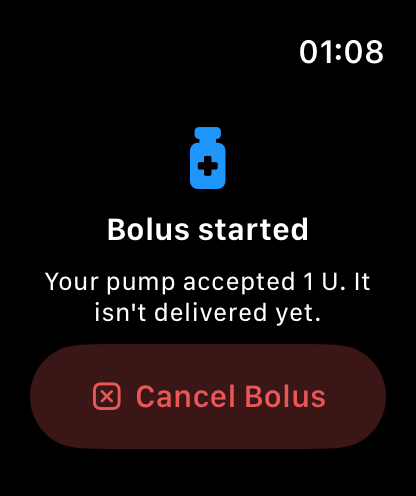 01:08
Bolus started
Your pump accepted 1 U. It
isn't delivered yet.
Cancel Bolus